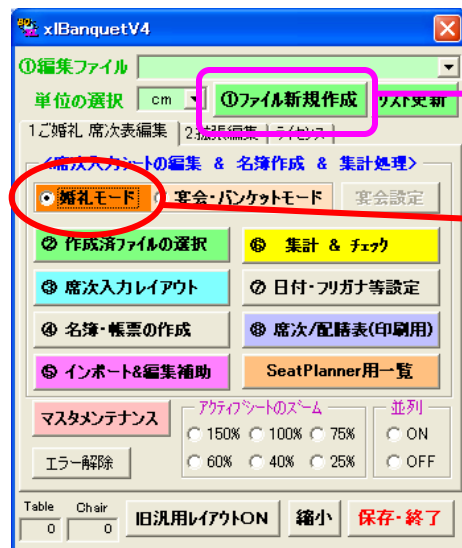 xlBanquetV4
①編集ファイル
単位の選択 cm ①ファイル新規作成 リスト更新
1ご婚礼 席次表編集 2.拡張編集 ライセンス
<席次入力シートの編集 & 名簿作成 & 集計処理>
婚礼モード 宴会・バンケットモード 宴会設定
② 作成済ファイルの選択 ⑥ 集計 & チェック
③ 席次入力レイアウト ⑦ 日付・フリガナ等設定
④ 名簿・帳票の作成 ⑧ 席次/配膳表(印刷用)
⑤ インポート&編集補助 SeatPlanner用一覧
マスタメンテナンス アクティブシートのズーム 並列
150% 100% 75% ON
エラー解除 60% 40% 25% OFF
Table Chair
0 0 旧汎用レイアウトON 縮小 保存・終了